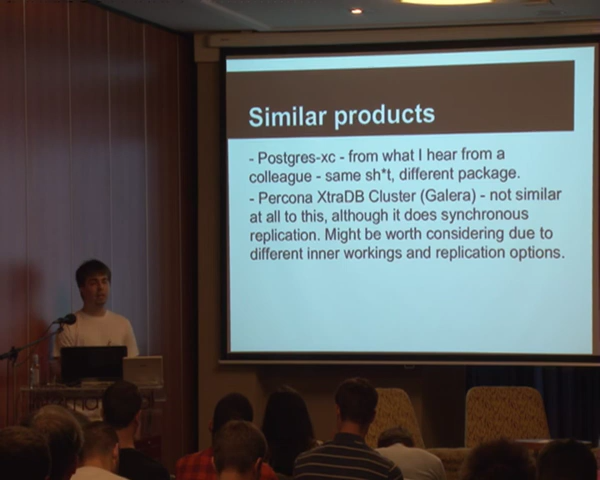 Similar products
- Postgres-xc - from what I hear from a
colleague - same sh*t, different package.
- Percona XtraDB Cluster (Galera) - not similar
at all to this, although it does synchronous
replication. Might be worth considering due to
different inner workings and replication options.